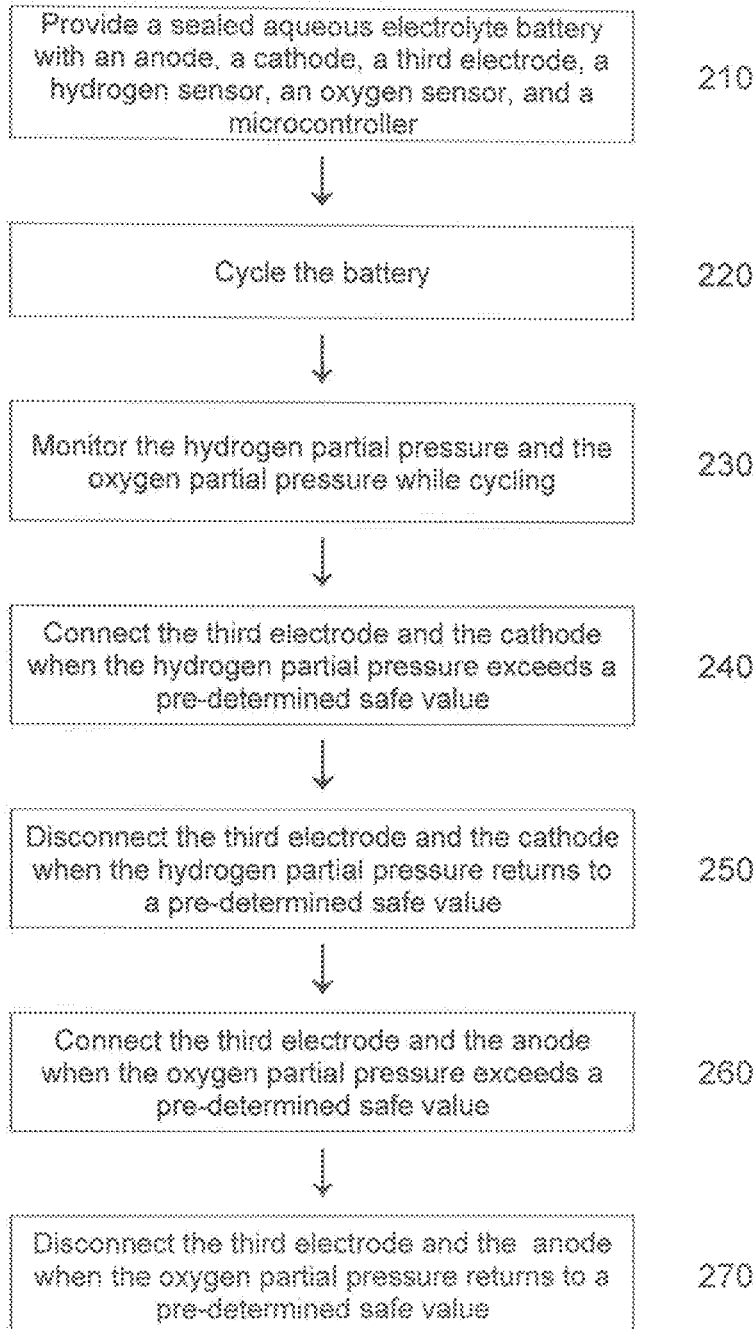 Provide a sealed aqueous electrolyte battery
with an anode, a cathode, a third electrode, a
hydrogen sensor, an oxygen sensor, and a
microcontroller
210
Cycle the battery
220
Monitor the hydrogen partial pressure and the
oxygen partial pressure while cycling
230
Connect the third electrode and the cathode
when the hydrogen partial pressure exceeds a
pre-determined safe value
240
Disconnect the third electrode and the cathode
when the hydrogen partial pressure returns to
a pre-determined safe value
250
Connect the third electrode and the anode
when the oxygen partial pressure exceeds a
pre-determined safe value
260
Disconnect the third electrode and the anode
when the oxygen partial pressure returns to a
pre-determined safe value
270